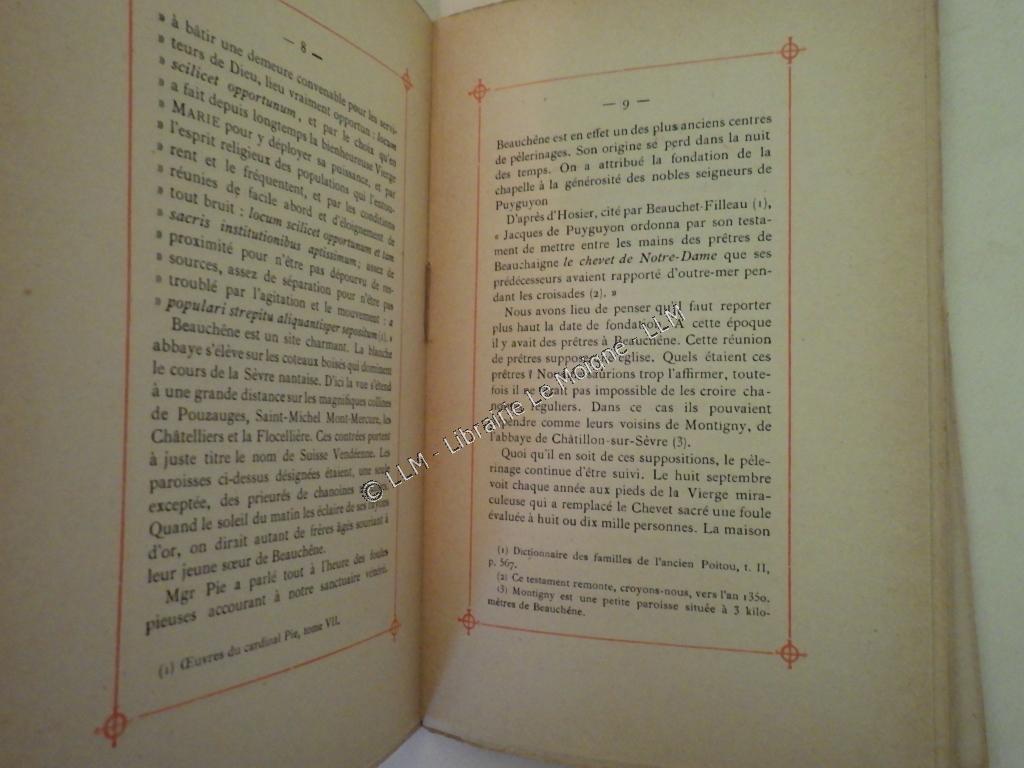 — 8 —
» à bâtir une demeure convenable pour les servi-
» teurs de Dieu, lieu vraiment opportun : locum
» scilicet opportunum, et par le choix qu'en
» a fait depuis longtemps la bienheureuse Vierge
» MARIE pour y déployer sa puissance, et par
» l'esprit religieux des populations qui l'entou-
» rent et le fréquentent, et par les conditions
» réunies de facile abord et d'éloignement de
» tout bruit : locum scilicet opportunum et tam
» sacris institutionibus aptissimum ; assez de
» proximité pour n'être pas dépourvu de res-
» sources, assez de séparation pour n'être pas
» troublé par l'agitation et le mouvement : a
» populari strepitu aliquantisper sepositum (1). »
Beauchêne est un site charmant. La blanche
abbaye s'élève sur les coteaux boisés qui dominent
le cours de la Sèvre nantaise. D'ici la vue s'étend
à une grande distance sur les magnifiques collines
de Pouzauges, Saint-Michel Mont-Mercure, les
Châtelliers et la Flocellière. Ces contrées portent
à juste titre le nom de Suisse Vendéenne. Les
paroisses ci-dessus désignées étaient, une seule
exceptée, des prieurés de chanoines
Quand le soleil du matin les éclaire de ses rayons
d'or, on dirait autant de frères âgés souriant à
leur jeune sœur de Beauchêne.
Mgr Pie a parlé tout à l'heure des foules
pieuses accourant à notre sanctuaire vénéré.
(1) Œuvres du cardinal Pie, tome VII.
— 9 —
Beauchêne est en effet un des plus anciens centres
de pèlerinages. Son origine se perd dans la nuit
des temps. On a attribué la fondation de la
chapelle à la générosité des nobles seigneurs de
Puyguyon
D'après d'Hosier, cité par Beauchet-Filleau (1),
« Jacques de Puyguyon ordonna par son testa-
ment de mettre entre les mains des prêtres de
Beauchaigne le chevet de Notre-Dame que ses
prédécesseurs avaient rapporté d'outre-mer pen-
dant les croisades (2). »
Nous avons lieu de penser qu'il faut reporter
plus haut la date de fondation. A cette époque
il y avait des prêtres à Beauchêne. Cette réunion
de prêtres suppose église. Quels étaient ces
prêtres ? Nous saurions trop l'affirmer, toute-
fois il ne serait pas impossible de les croire cha-
noines réguliers. Dans ce cas ils pouvaient
dépendre comme leurs voisins de Montigny, de
l'abbaye de Châtillon-sur-Sèvre (3).
Quoi qu'il en soit de ces suppositions, le pèle-
rinage continue d'être suivi. Le huit septembre
voit chaque année aux pieds de la Vierge mira-
culeuse qui a remplacé le Chevet sacré une foule
évaluée à huit ou dix mille personnes. La maison
(1) Dictionnaire des familles de l'ancien Poitou, t. II,
p. 567.
(2) Ce testament remonte, croyons-nous, vers l'an 1350.
(3) Montigny est une petite paroisse située à 3 kilo-
mètres de Beauchêne.
© LLM - Librairie Le Moigne - LLM